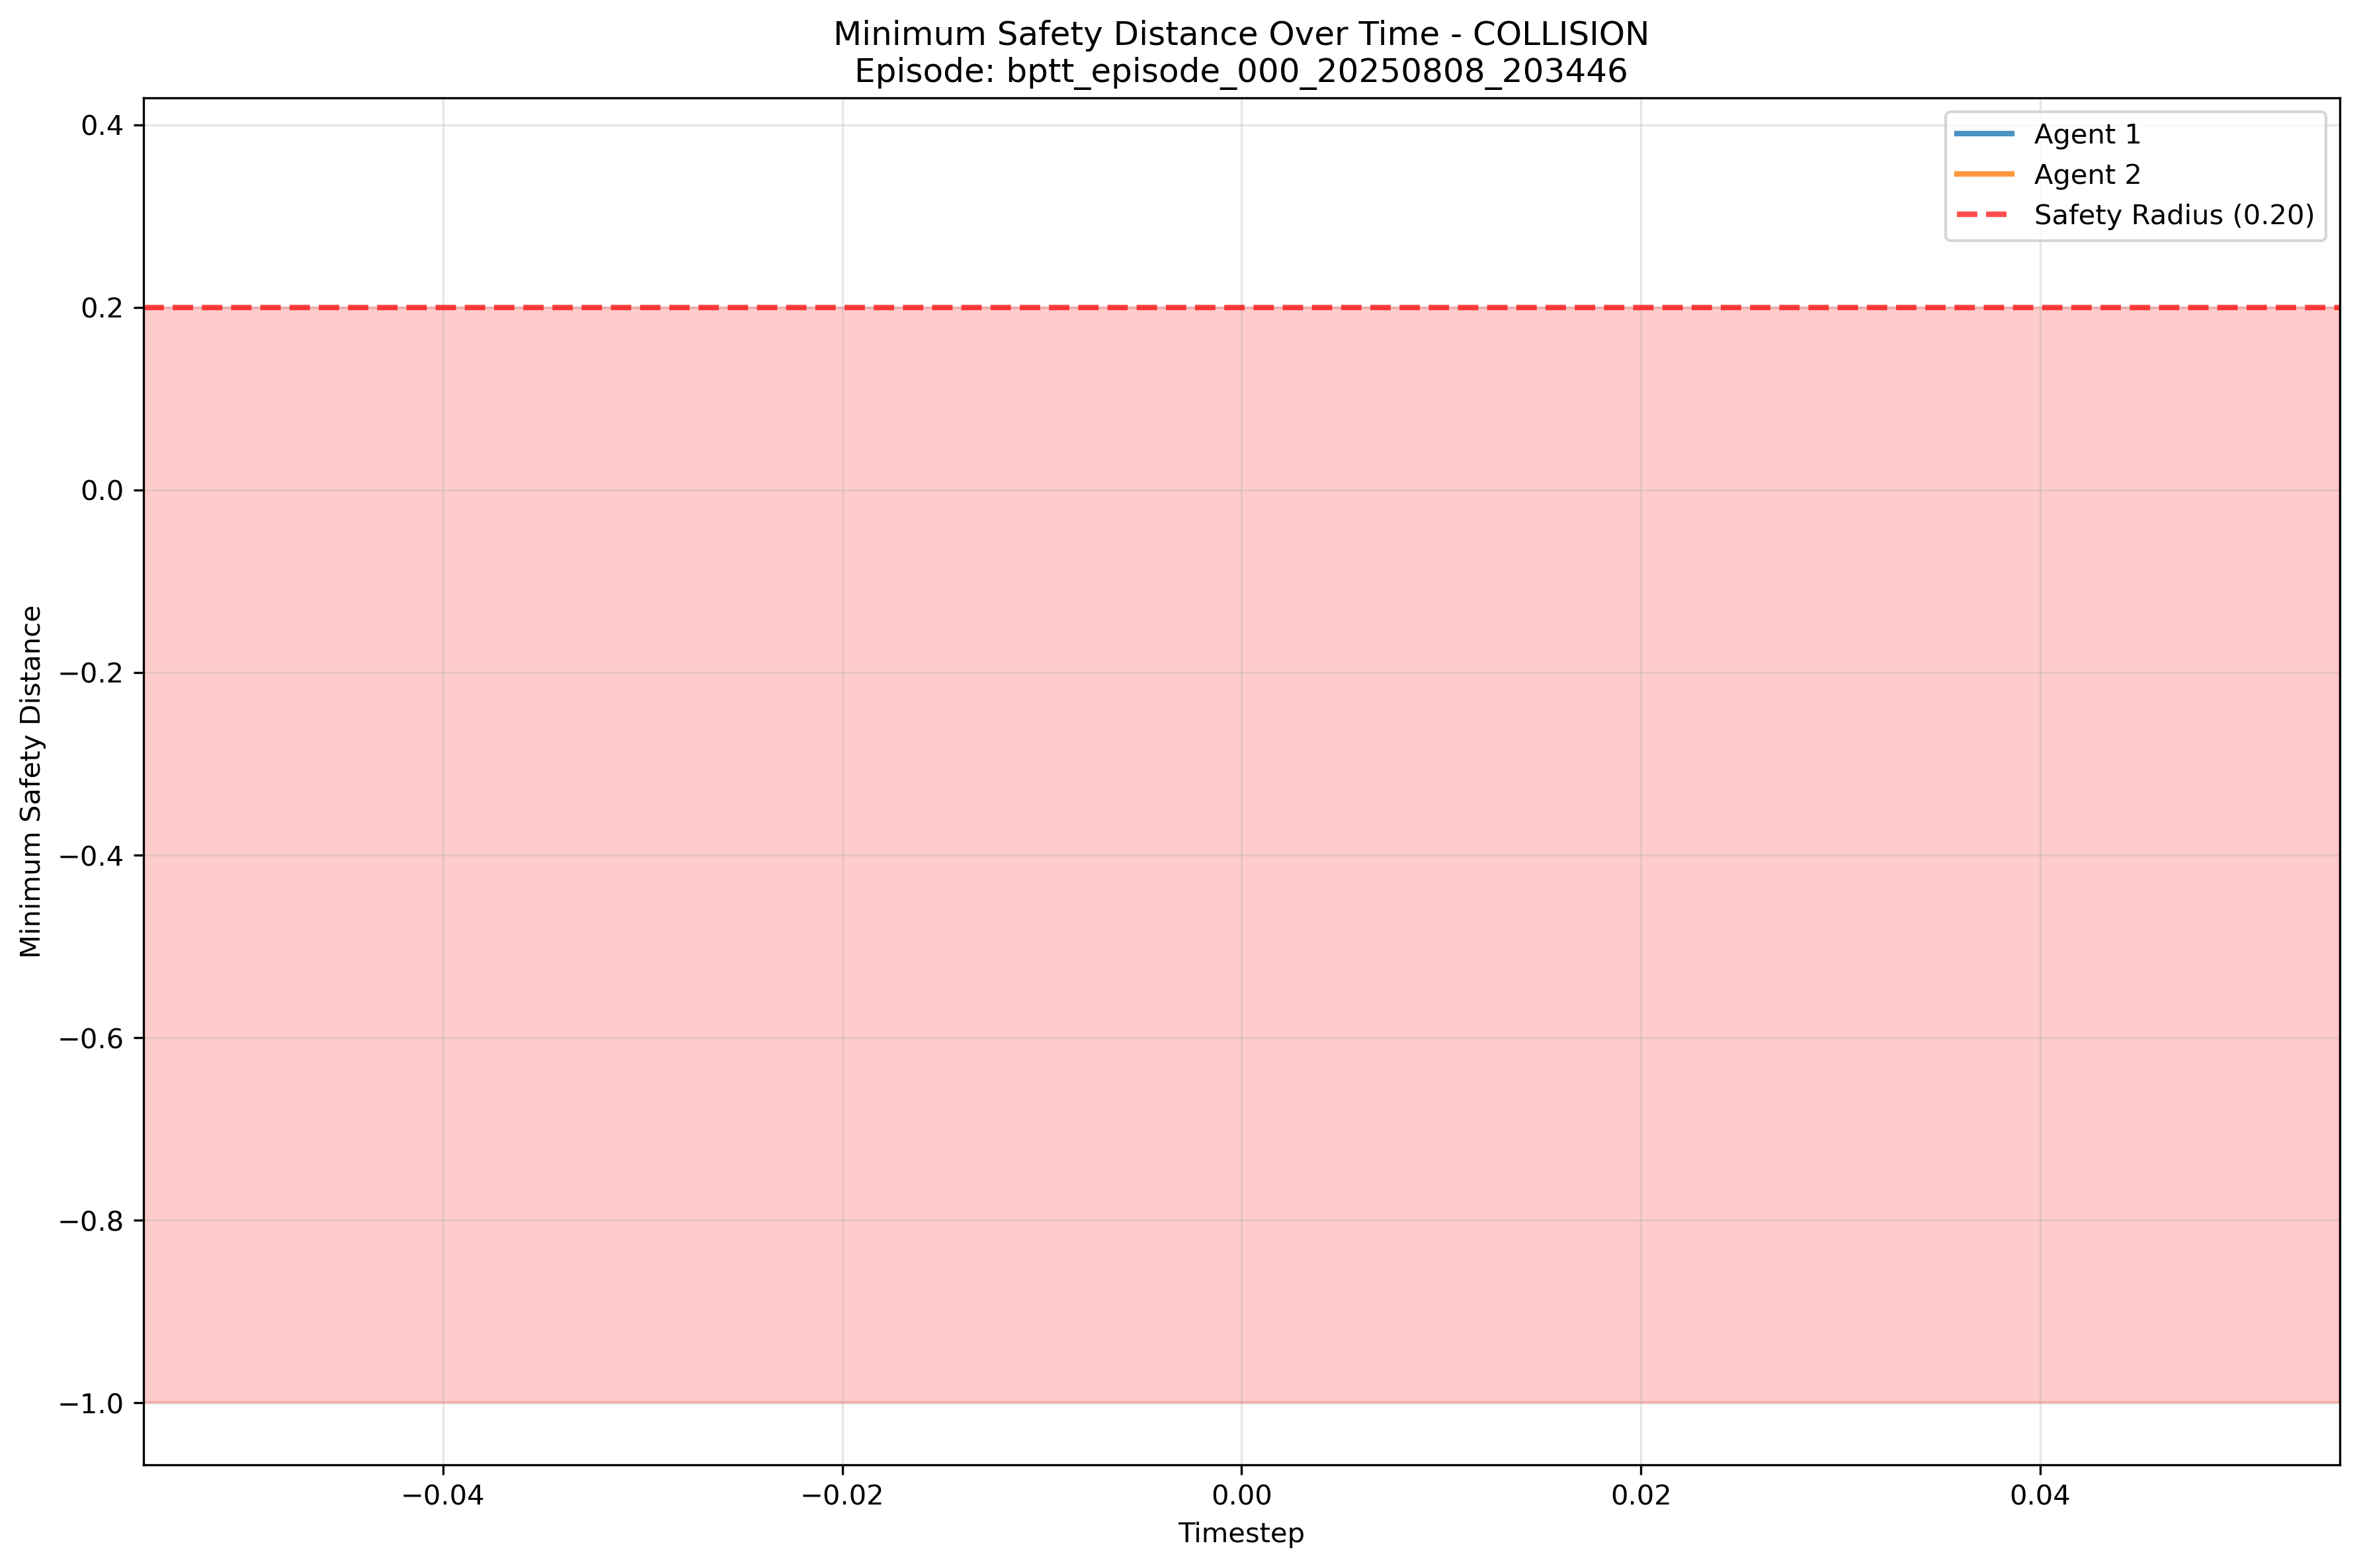 Minimum Safety Distance Over Time - COLLISION
Episode: bptt_episode_000_20250808_203446
Agent 1
Agent 2
Safety Radius (0.20)
Minimum Safety Distance
0.4
0.2
0.0
−0.2
−0.4
−0.6
−0.8
−1.0
−0.04
−0.02
0.00
0.02
0.04
Timestep